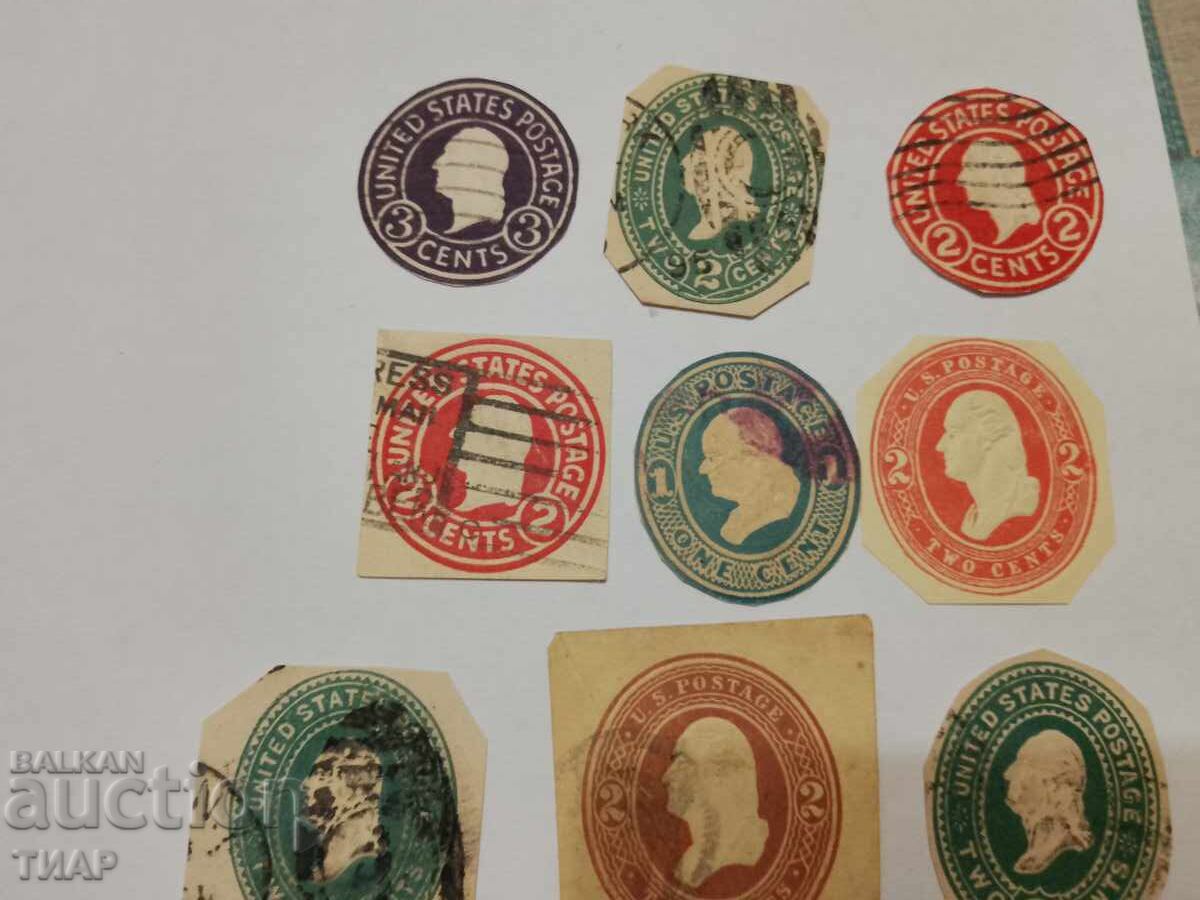 UNITED STATES POSTAGE
3 3
CENTS
UNITED STATES POSTAGE
2
CENTS
UNITED STATES POSTAGE
2 2
CENTS
RESS
UNITED STATES POSTAGE
2
CENTS
U.S. POSTAGE
1 1
ONE CENT
U.S. POSTAGE
2 2
TWO CENTS
UNITED STATES
U.S. POSTAGE
2 2
UNITED STATES POSTAGE
BALKAN
auction
ТИАР